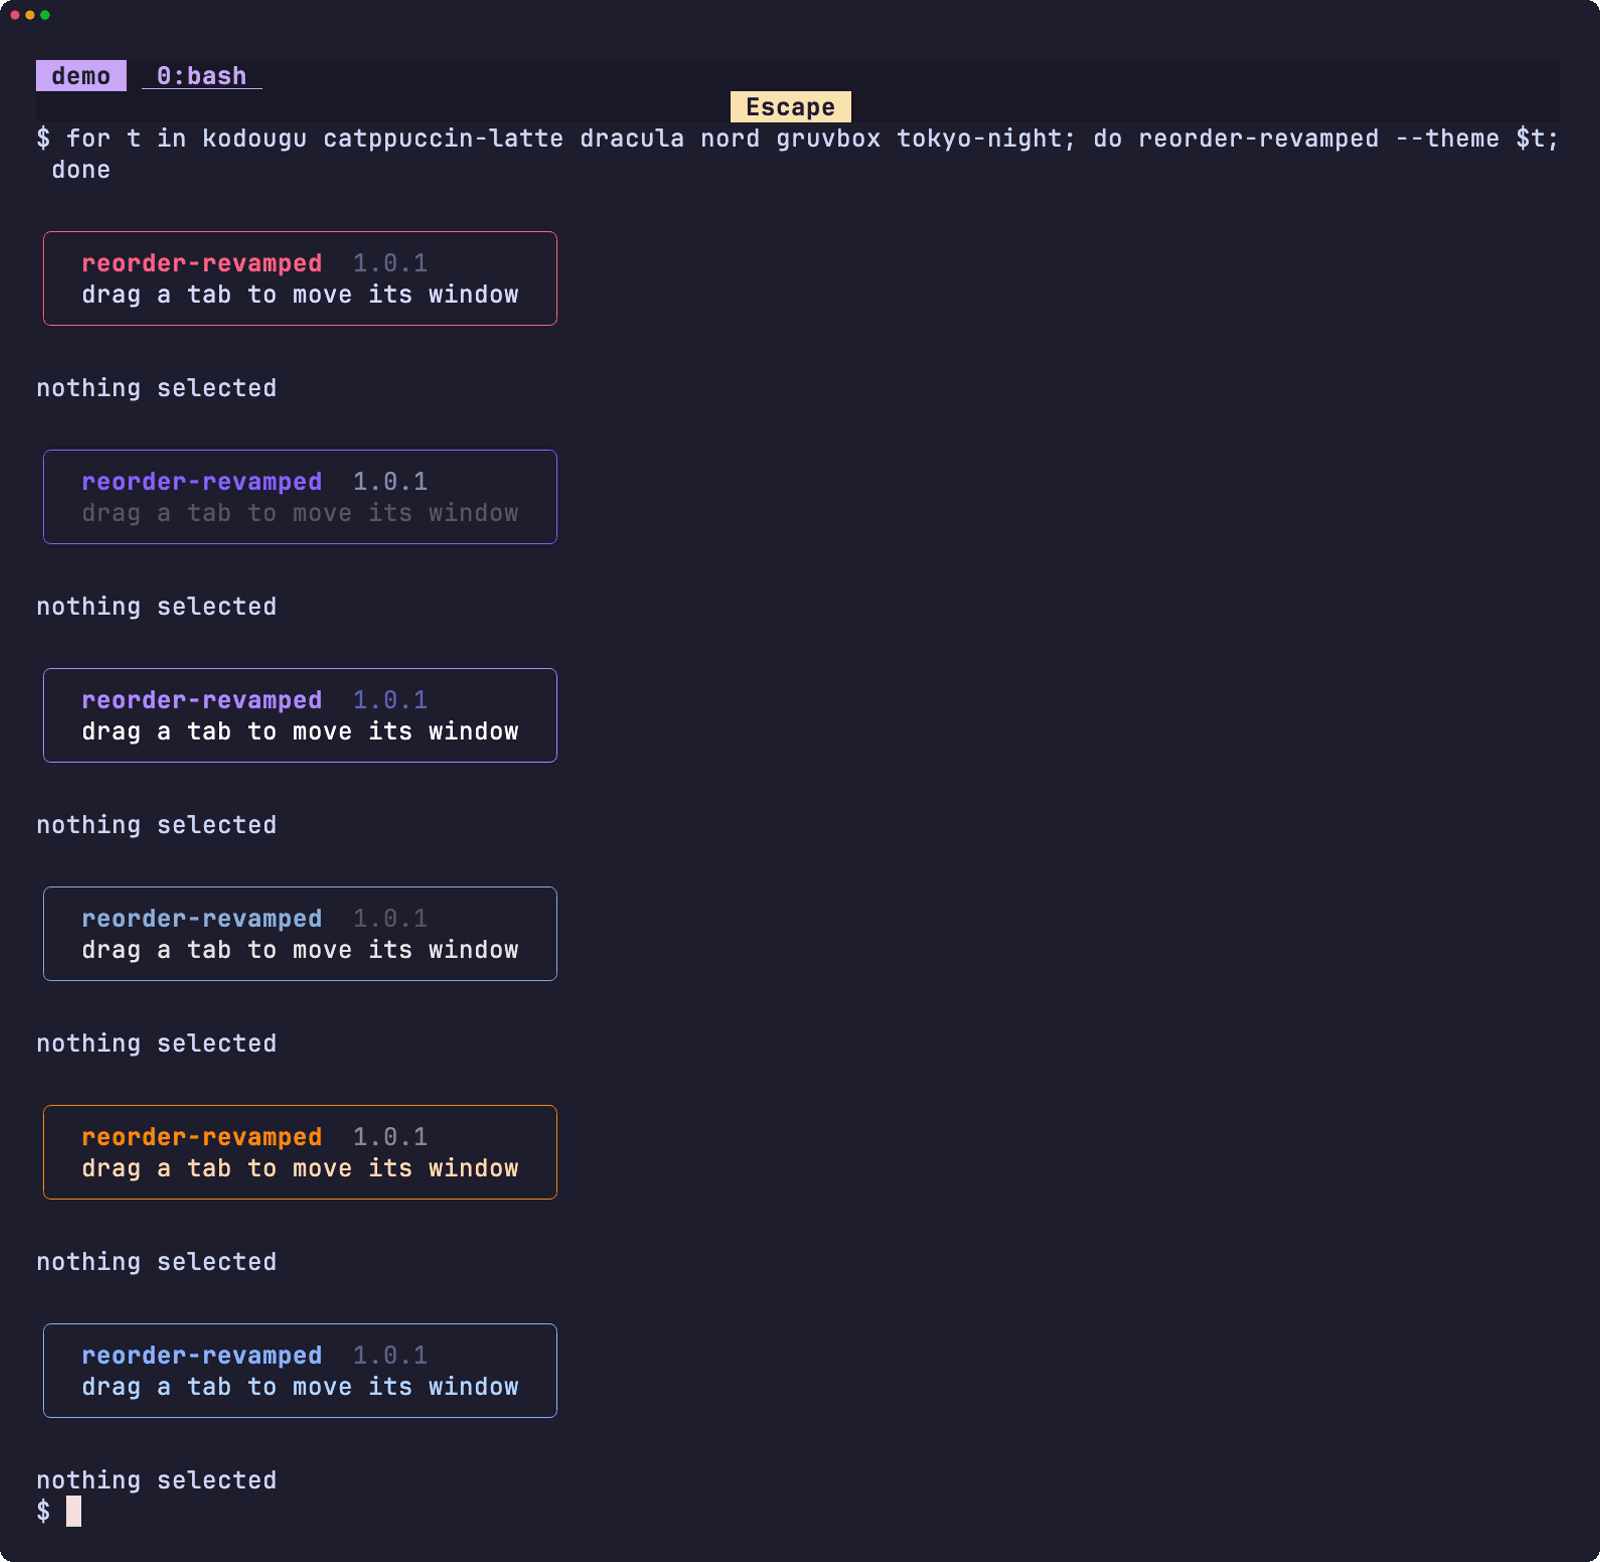 demo 0:bash
Escape
$ for t in kodougu catppuccin-latte dracula nord gruvbox tokyo-night; do reorder-revamped --theme $t;
done
reorder-revamped 1.0.1
drag a tab to move its window
nothing selected
reorder-revamped 1.0.1
drag a tab to move its window
nothing selected
reorder-revamped 1.0.1
drag a tab to move its window
nothing selected
reorder-revamped 1.0.1
drag a tab to move its window
nothing selected
reorder-revamped 1.0.1
drag a tab to move its window
nothing selected
reorder-revamped 1.0.1
drag a tab to move its window
nothing selected
$